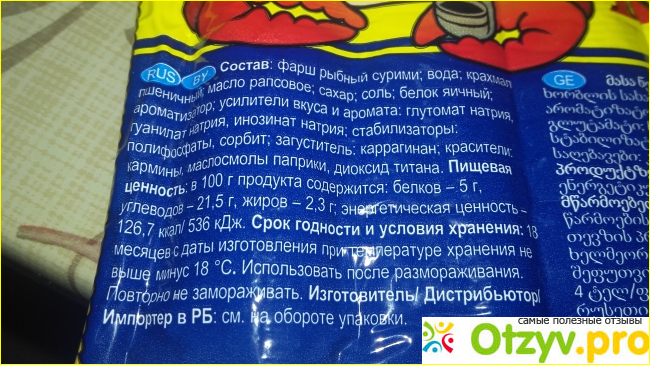 RUS BY Состав: фарш рыбный сурими; вода; крахмал
пшеничный; масло рапсовое; сахар; соль; белок яичный;
ароматизатор; усилители вкуса и аромата: глутомат натрия,
гуанилат натрия, инозинат натрия; стабилизаторы:
полифосфаты, сорбит; загуститель: каррагинан; красители:
кармины, маслосмолы паприки, диоксид титана. Пищевая
ценность: в 100 г продукта содержится: белков – 5 г,
углеводов – 21,5 г, жиров – 2,3 г; энергетическая ценность –
126,7 ккал/ 536 кДж. Срок годности и условия хранения: 18
месяцев с даты изготовления при температуре хранения не
выше минус 18 °С. Использовать после размораживания.
Повторно не замораживать. Изготовитель/ Дистрибьютор/
Импортер в РБ: см. на обороте упаковки.
GE
მწარმოებელ
4 ტელ/ფ
самые полезные отзывы
Otzyv.pro